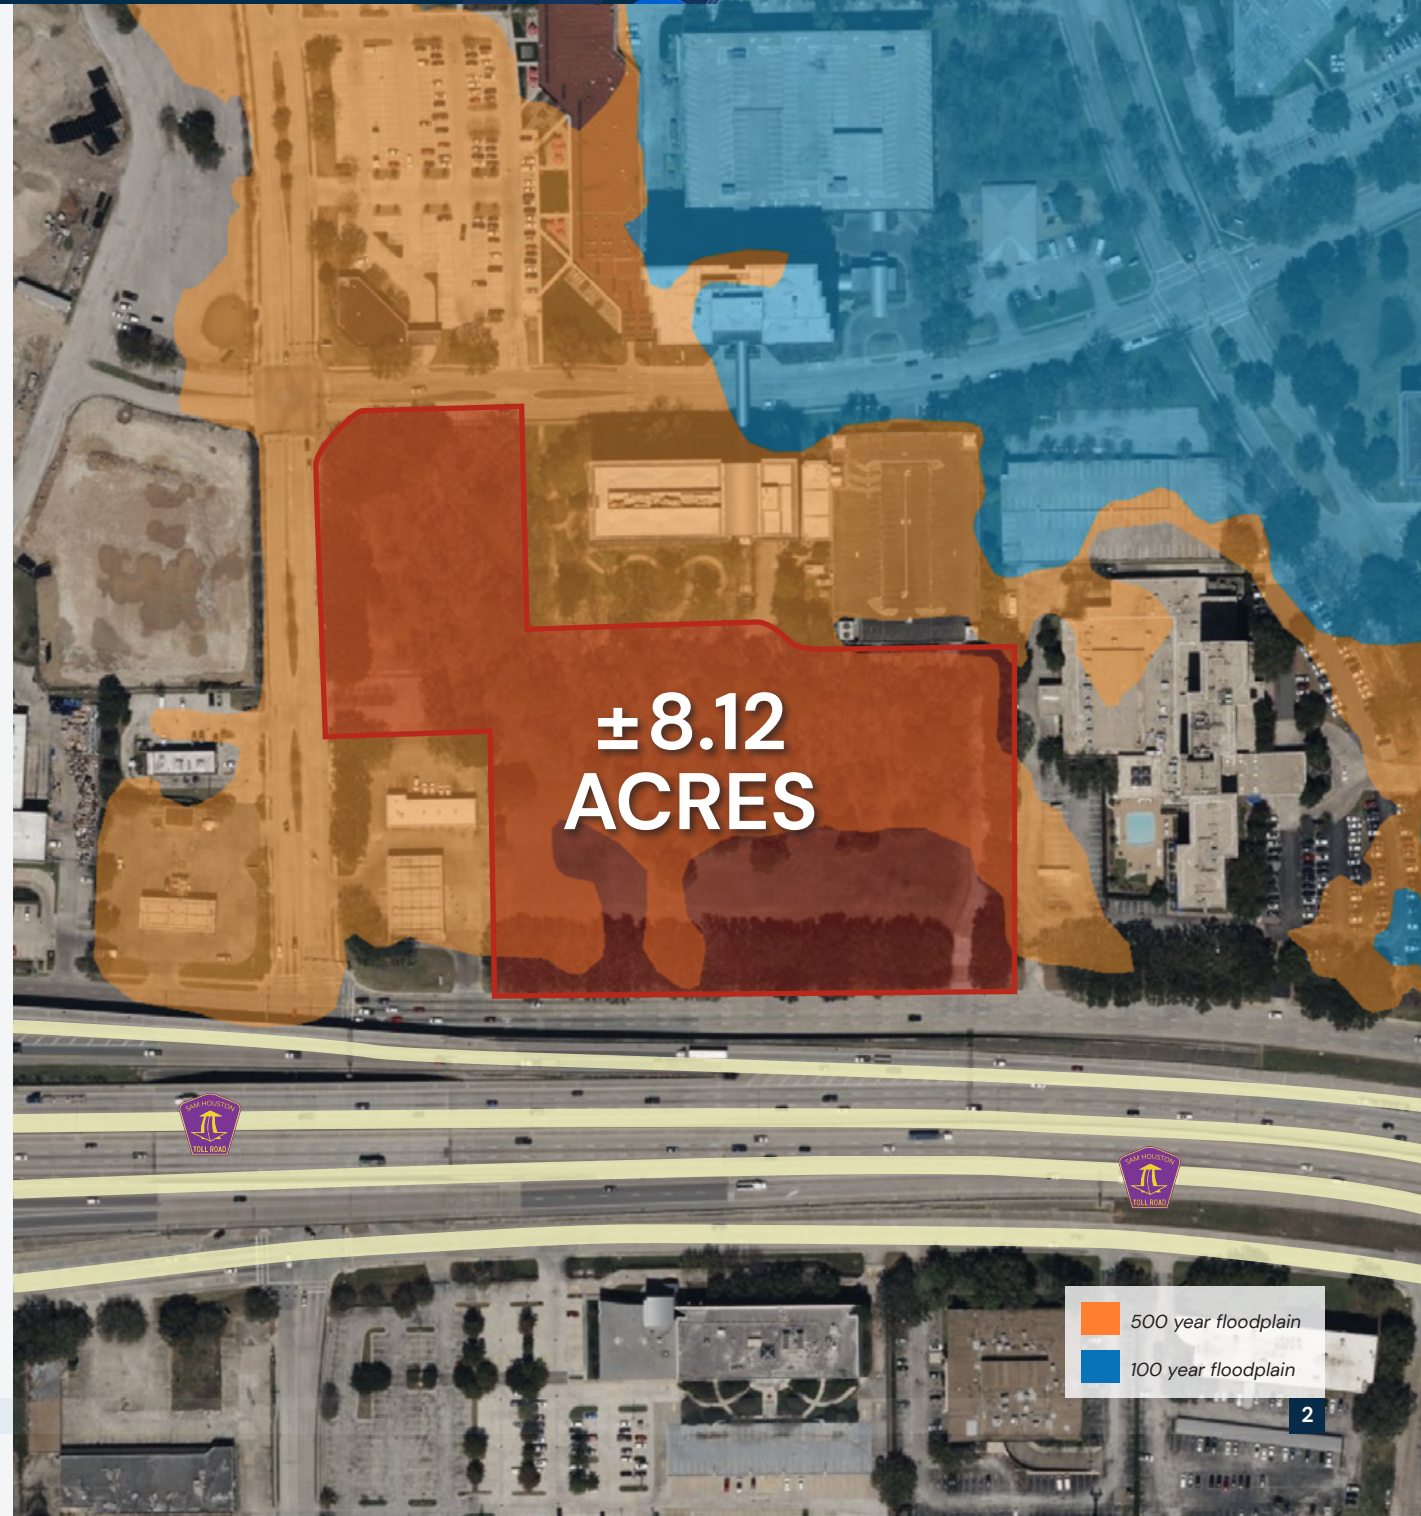 ±8.12
ACRES
SAM HOUSTON
TOLL ROAD
SAM HOUSTON
TOLL ROAD
500 year floodplain
100 year floodplain
2